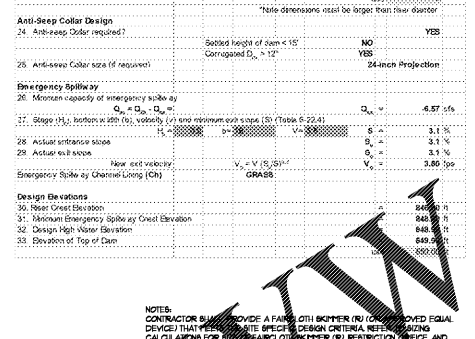 *Note dimensions must be larger than riser diameter
Anti-Seep Collar Design
24. Anti-seep Collar required? YES
Settled height of dam < 15' NO
Corrugated D > 12" YES
25. Anti-seep Collar size (if required) 24-inch Projection
Emergency Spillway
26. Minimum capacity of emergency spillway
= -6.57 cfs
27. Stage (H), bottom width (b), velocity (v) and minimum exit slope (S) (Table 5-22.4)
b= V= S = 3.1 %
28. Actual entrance slope = 3.1 %
29. Actual exit slope = 3.1 %
New exit velocity = 3.86 fps
Emergency Spillway Channel Lining (Ch) GRASS
Design Elevations
30. Riser Crest Elevation = ft
31. Minimum Emergency Spillway Crest Elevation = ft
32. Design High Water Elevation = ft
33. Elevation of Top of Dam = ft
VW
NOTES:
CONTRACTOR SHALL PROVIDE A FAIRCLOTH SKIMMER (R) (OR APPROVED EQUAL
DEVICE) THAT MEETS THE SITE SPECIFIC DESIGN CRITERIA. REFER SIZING
CALCULATIONS FOR FAIRCLOTH SKIMMER (R) RESTRICTION ORIFICE AND